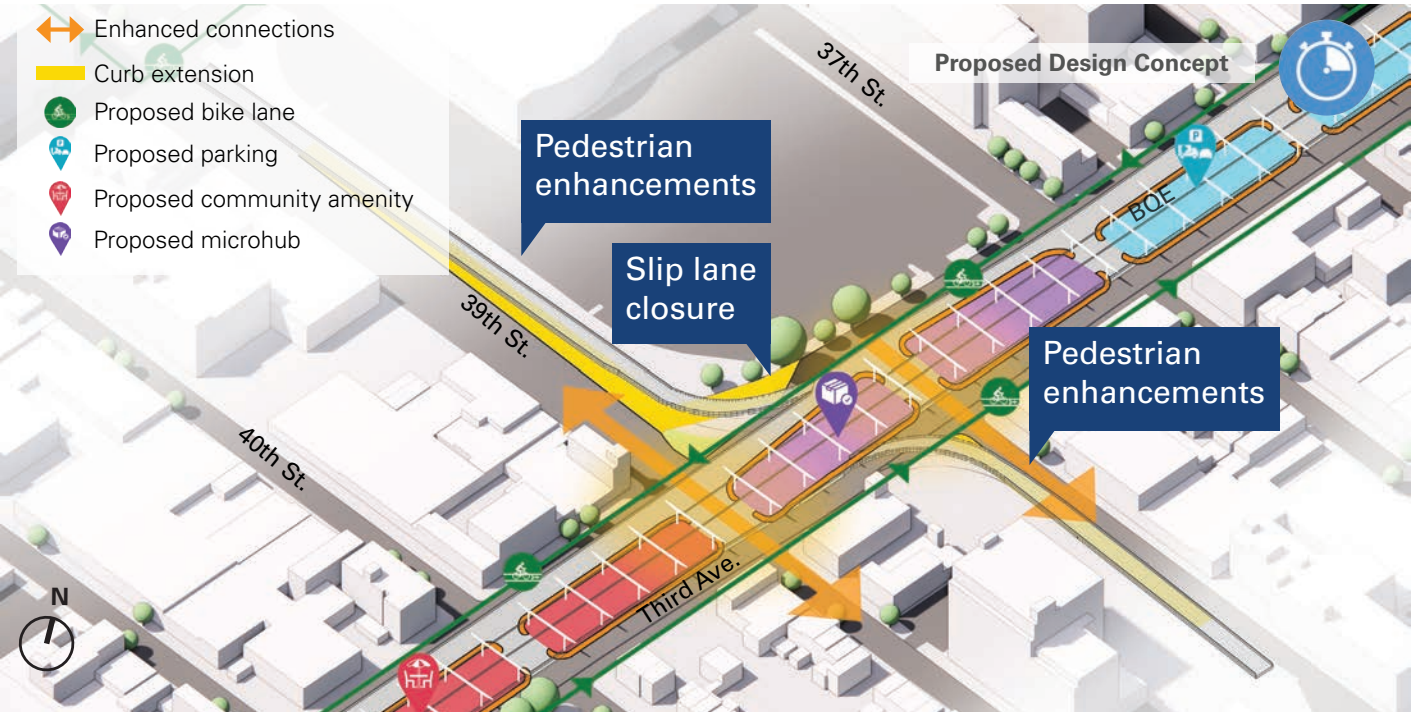 Enhanced connections
Curb extension
Proposed bike lane
Proposed parking
Proposed community amenity
Proposed microhub
Proposed Design Concept
37th St.
Pedestrian
enhancements
P
BQE
Slip lane
closure
39th St.
Pedestrian
enhancements
40th St.
Third Ave.
N